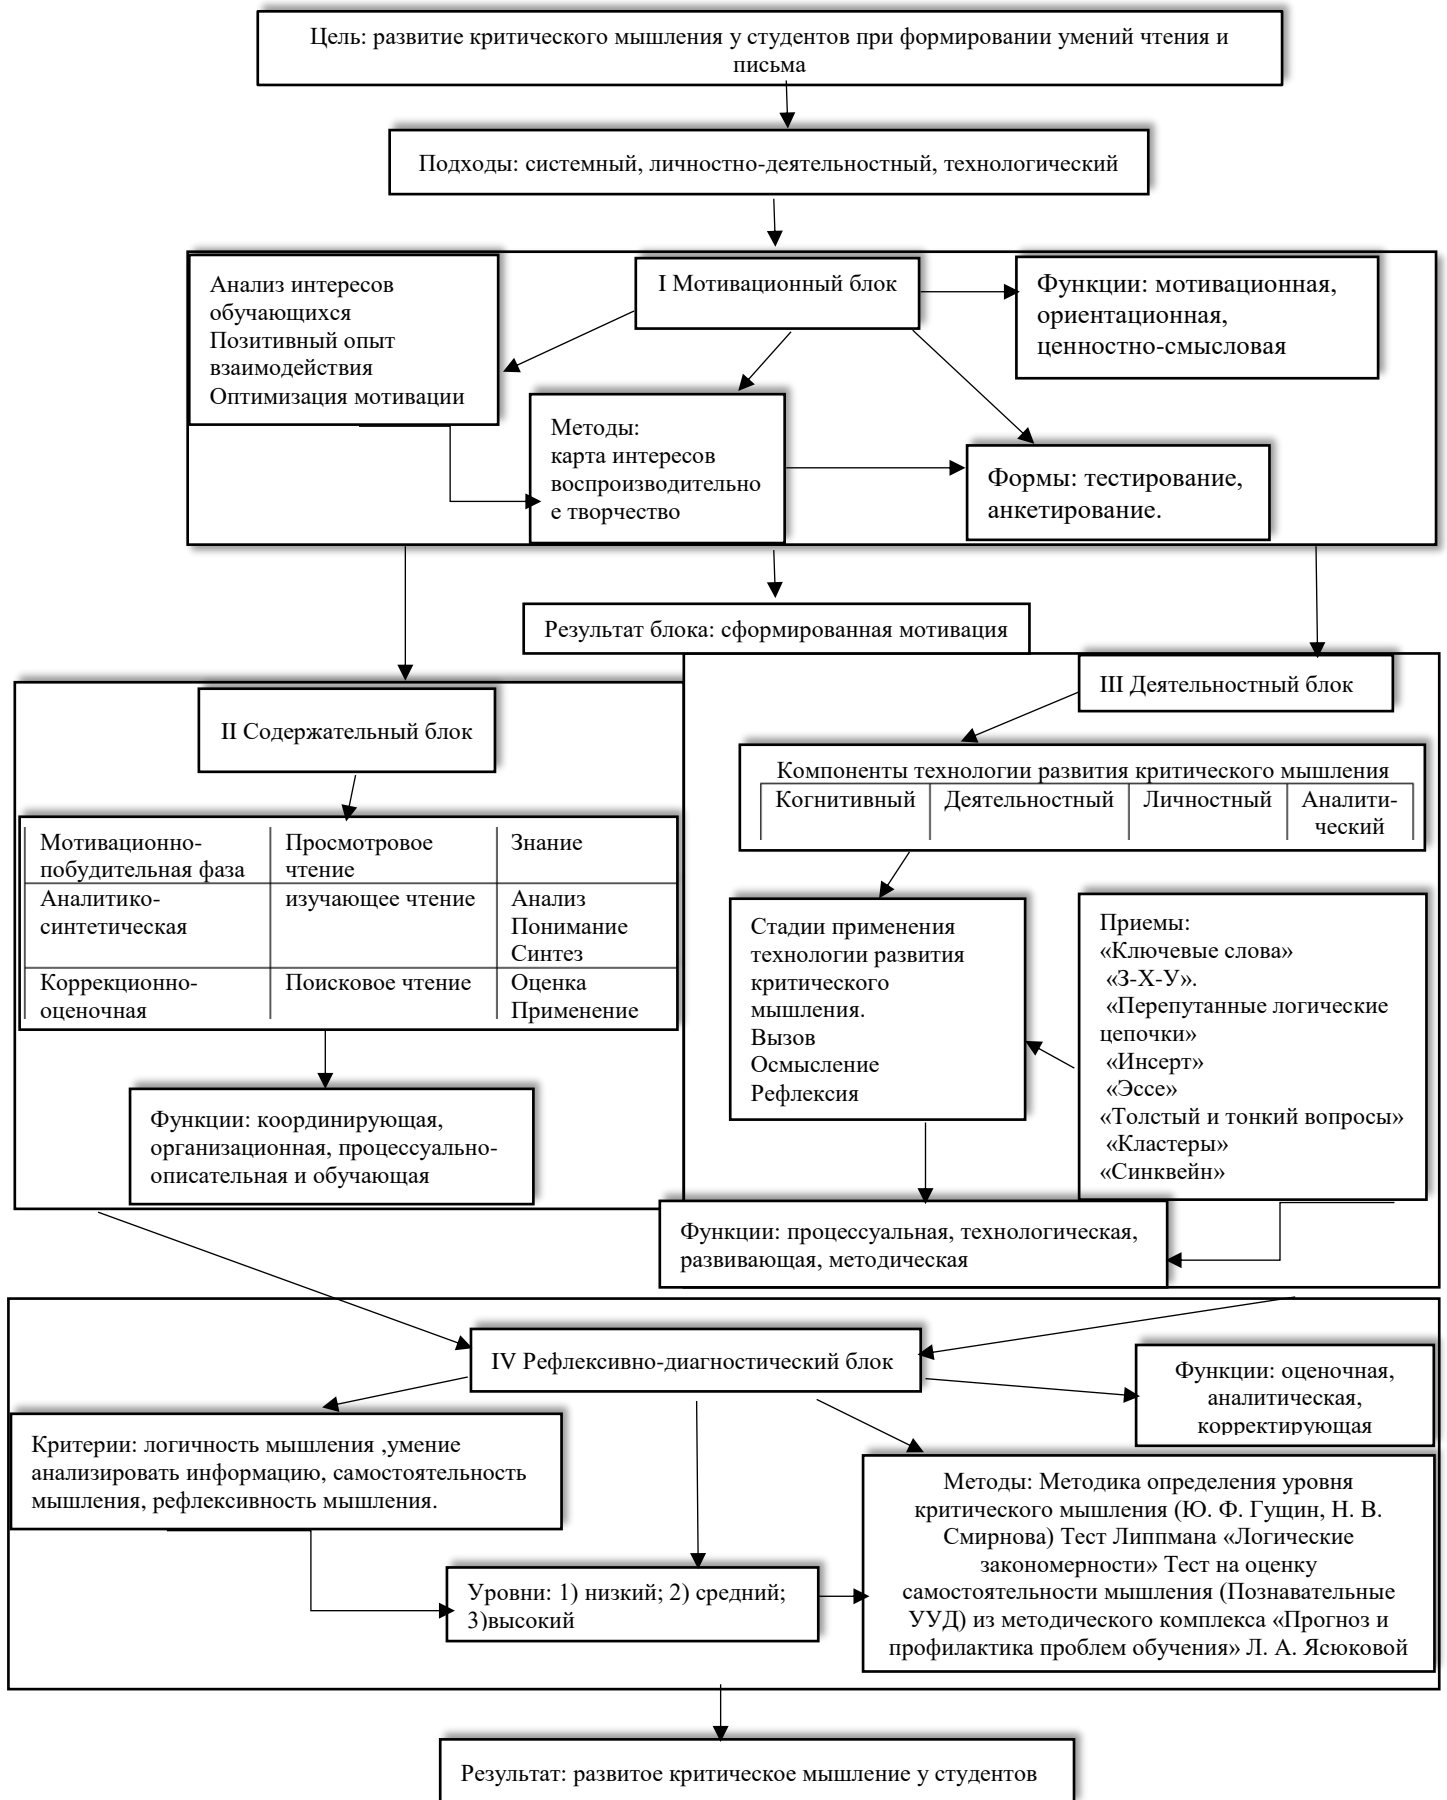 Цель: развитие критического мышления у студентов при формировании умений чтения и
письма
Подходы: системный, личностно-деятельностный, технологический
Анализ интересов
обучающихся
Позитивный опыт
взаимодействия
Оптимизация мотивации
I Мотивационный блок
Функции: мотивационная,
ориентационная,
ценностно-смысловая
Методы:
карта интересов
воспроизводительно
е творчество
Формы: тестирование,
анкетирование.
Результат блока: сформированная мотивация
II Содержательный блок
Мотивационно-
побудительная фаза
Просмотровое
чтение
Знание
Аналитико-
синтетическая
изучающее чтение
Анализ
Понимание
Синтез
Коррекционно-
оценочная
Поисковое чтение
Оценка
Применение
Функции: координирующая,
организационная, процессуально-
описательная и обучающая
III Деятельностный блок
Компоненты технологии развития критического мышления
Когнитивный
Деятельностный
Личностный
Аналити-
ческий
Стадии применения
технологии развития
критического
мышления.
Вызов
Осмысление
Рефлексия
Приемы:
«Ключевые слова»
«З-Х-У».
«Перепутанные логические
цепочки»
«Инсерт»
«Эссе»
«Толстый и тонкий вопросы»
«Кластеры»
«Синквейн»
Функции: процессуальная, технологическая,
развивающая, методическая
IV Рефлексивно-диагностический блок
Функции: оценочная,
аналитическая,
корректирующая
Критерии: логичность мышления ,умение
анализировать информацию, самостоятельность
мышления, рефлексивность мышления.
Уровни: 1) низкий; 2) средний;
3)высокий
Методы: Методика определения уровня
критического мышления (Ю. Ф. Гущин, Н. В.
Смирнова) Тест Липпмана «Логические
закономерности» Тест на оценку
самостоятельности мышления (Познавательные
УУД) из методического комплекса «Прогноз и
профилактика проблем обучения» Л. А. Ясюковой
Результат: развитое критическое мышление у студентов